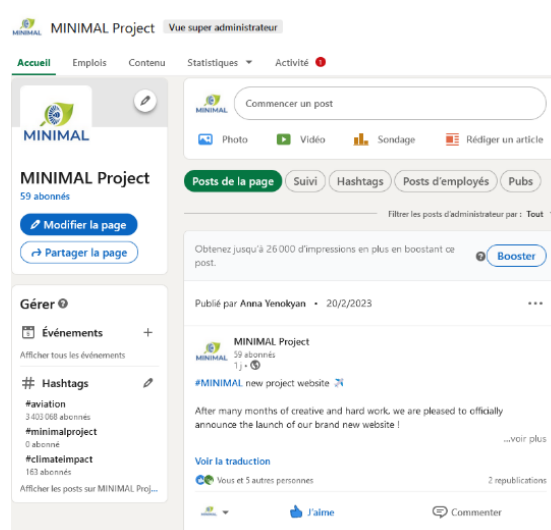 MINIMAL MINIMAL Project Vue super administrateur
Accueil Emplois Contenu Statistiques Activité 1
MINIMAL
MINIMAL Project
59 abonnés
Modifier la page
Partager la page
Gérer
Événements
Afficher tous les événements
Hashtags
#aviation
3 403 068 abonnés
#minimalproject
0 abonné
#climateimpact
163 abonnés
Afficher les posts sur MINIMAL Proj...
MINIMAL Commencer un post
Photo Vidéo Sondage Rédiger un article
Posts de la page Suivi Hashtags Posts d'employés Pubs
Filtrer les posts d'administrateur par : Tout
Obtenez jusqu'à 26 000 d'impressions en plus en boostant ce
post.
Booster
Publié par Anna Yenokyan • 20/2/2023
MINIMAL
MINIMAL Project
59 abonnés
1 j •
#MINIMAL new project website
After many months of creative and hard work, we are pleased to officially
announce the launch of our brand new website !
...voir plus
Voir la traduction
Vous et 5 autres personnes 2 republications
J'aime Commenter